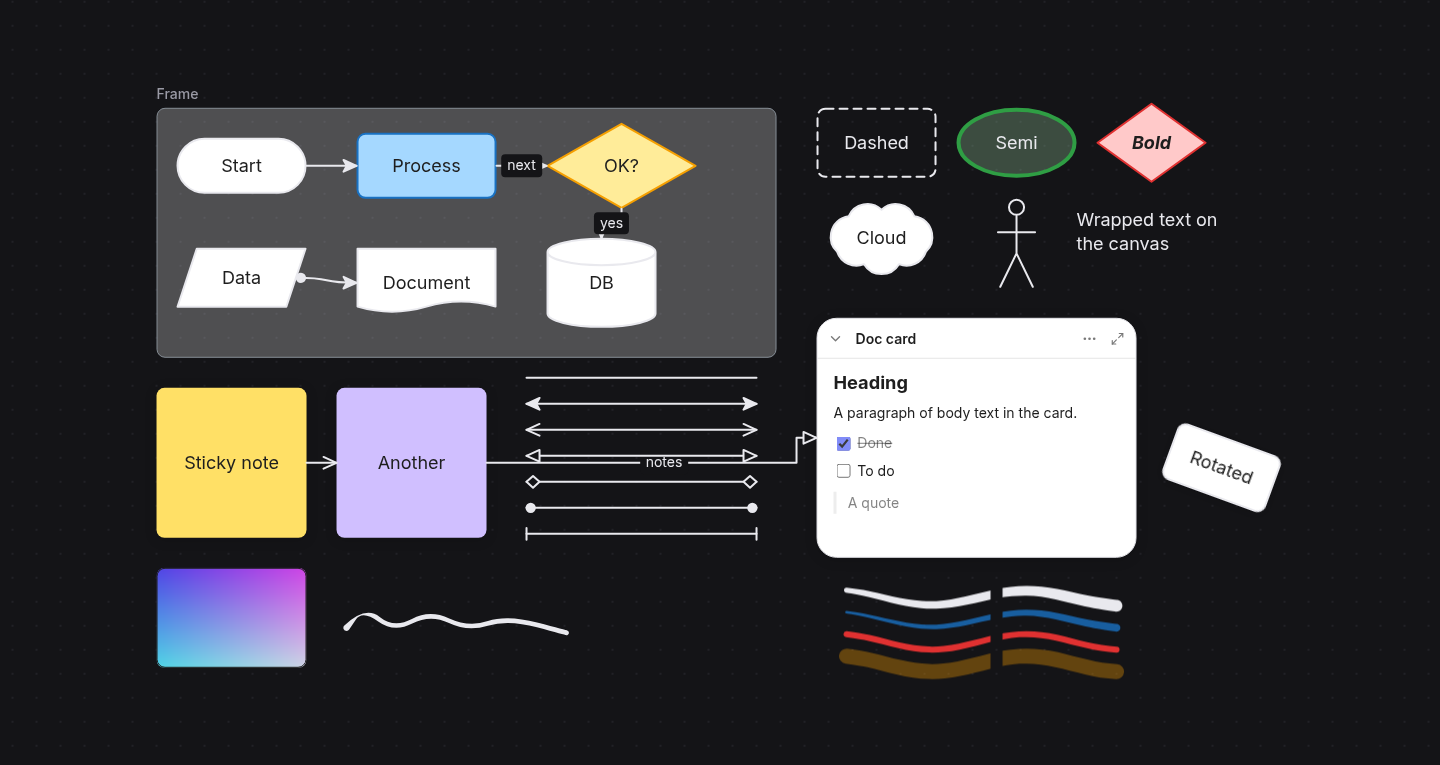 Frame
Start
Process
next
OK?
yes
Data
Document
DB
Dashed
Semi
Bold
Cloud
Wrapped text on
the canvas
Sticky note
Another
notes
Doc card
Heading
A paragraph of body text in the card.
Done
To do
A quote
Rotated